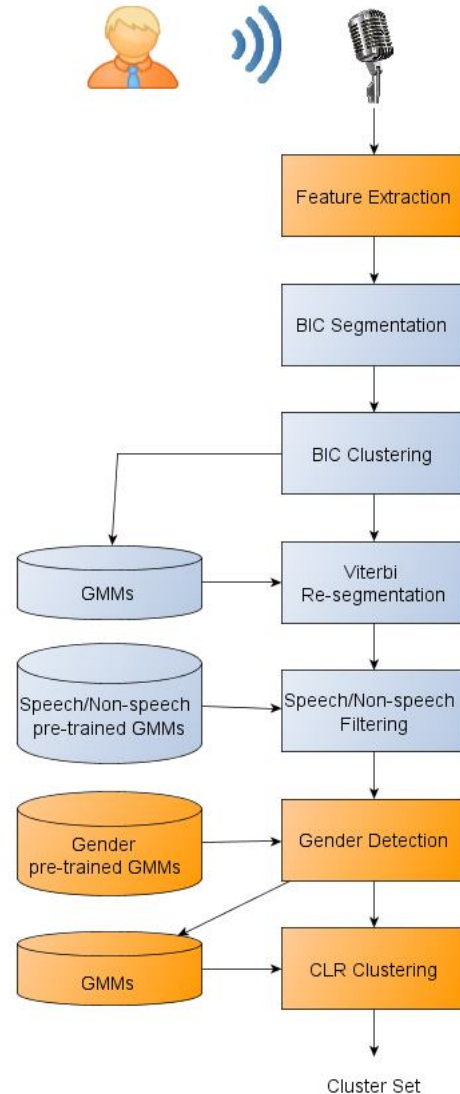 Feature Extraction
BIC Segmentation
BIC Clustering
GMMs
Viterbi
Re-segmentation
Speech/Non-speech
pre-trained GMMs
Speech/Non-speech
Filtering
Gender
pre-trained GMMs
Gender Detection
GMMs
CLR Clustering
Cluster Set